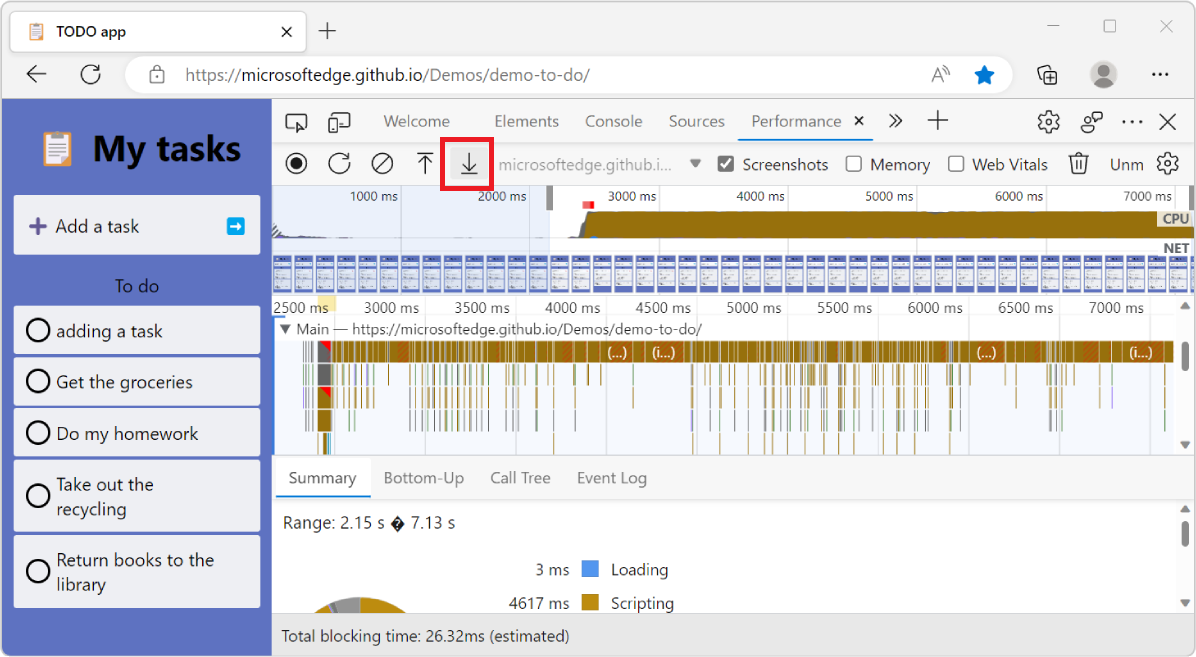 TODO app
https://microsoftedge.github.io/Demos/demo-to-do/
My tasks
Add a task
To do
adding a task
Get the groceries
Do my homework
Take out the
recycling
Return books to the
library
Welcome Elements Console Sources Performance
microsoftedge.github.i... Screenshots Memory Web Vitals Unm
1000 ms 2000 ms 3000 ms 4000 ms 5000 ms 6000 ms 7000 ms
CPU
NET
2500 ms 3000 ms 3500 ms 4000 ms 4500 ms 5000 ms 5500 ms 6000 ms 6500 ms 7000 ms
Main — https://microsoftedge.github.io/Demos/demo-to-do/
(...) (i...) (...) (i...)
Summary Bottom-Up Call Tree Event Log
Range: 2.15 s � 7.13 s
3 ms Loading
4617 ms Scripting
Total blocking time: 26.32ms (estimated)